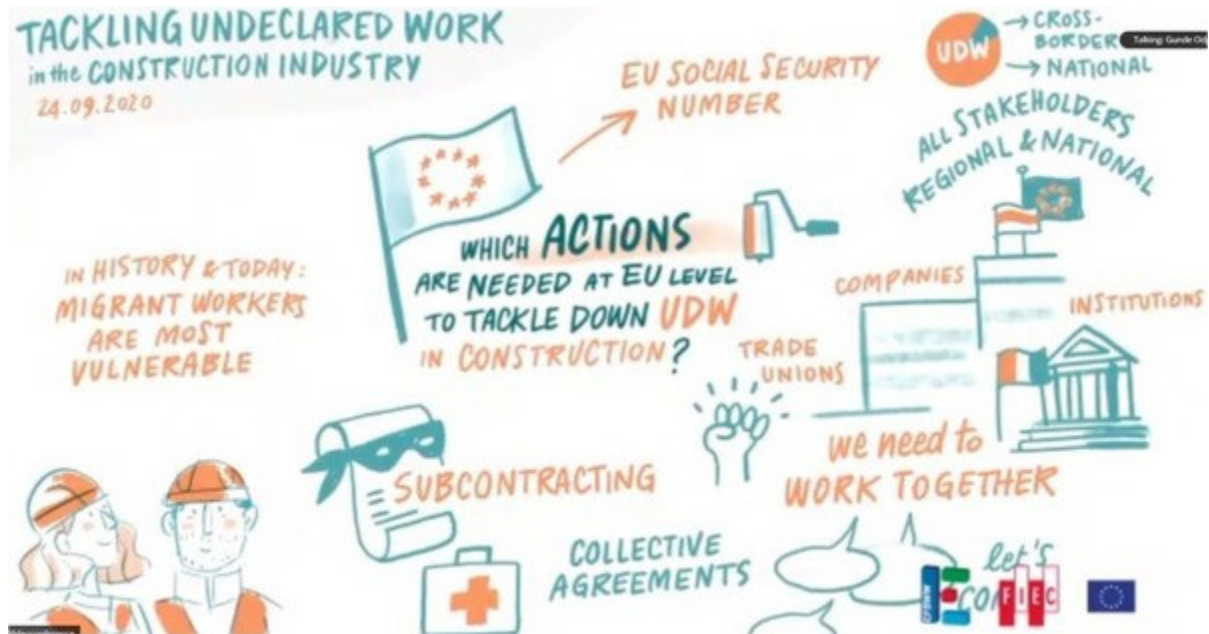 TACKLING UNDECLARED WORK
in the CONSTRUCTION INDUSTRY
24.09.2020
EU SOCIAL SECURITY
NUMBER
UDW
CROSS-
BORDER
NATIONAL
Talking: Gunde
ALL STAKEHOLDERS
REGIONAL & NATIONAL
WHICH ACTIONS
ARE NEEDED AT EU LEVEL
TO TACKLE DOWN UDW
IN CONSTRUCTION?
IN HISTORY & TODAY:
MIGRANT WORKERS
ARE MOST
VULNERABLE
COMPANIES
INSTITUTIONS
TRADE
UNIONS
we need to
WORK TOGETHER
SUBCONTRACTING
COLLECTIVE
AGREEMENTS
let's
FIEC